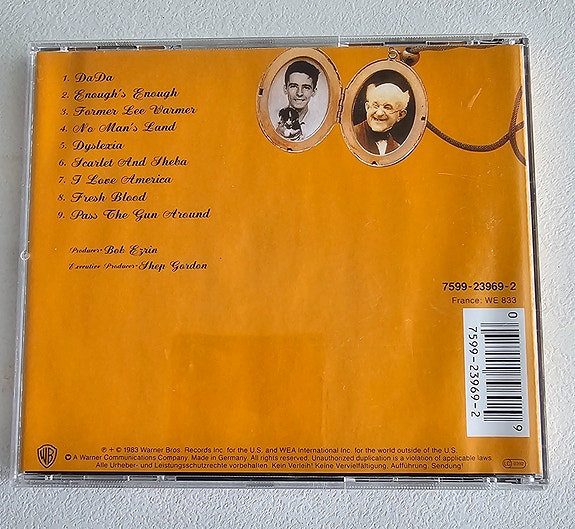 1. DaDa
2. Enough's Enough
3. Former Lee Warmer
4. No Man's Land
5. Dyslexia
6. Scarlet And Sheba
7. I Love America
8. Fresh Blood
9. Pass The Gun Around
Producer• Bob Ezrin
Executive Producer• Shep Gordon
7599-23969-2
France: WE 833
0
7599-23969-2
9
WB
℗ + © 1983 Warner Bros. Records Inc. for the U.S. and WEA International Inc. for the world outside of the U.S.
A Warner Communications Company. Made in Germany. All rights reserved. Unauthorized duplication is a violation of applicable laws.
Alle Urheber- und Leistungsschutzrechte vorbehalten. Kein Verleih! Keine Vervielfältigung, Aufführung, Sendung!
LC